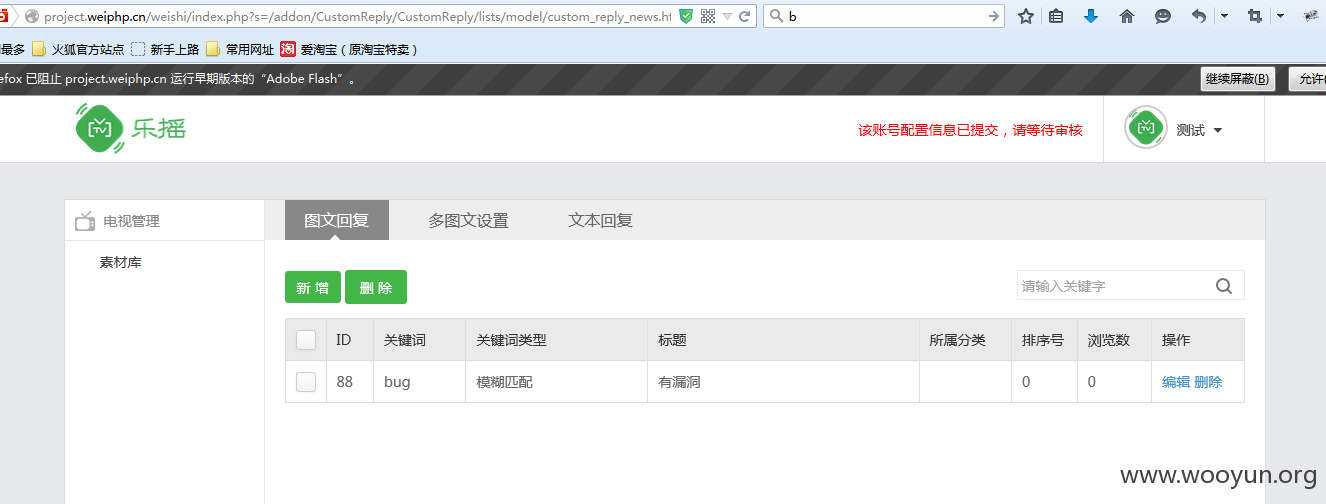 project.weiphp.cn/weishi/index.php?s=/addon/CustomReply/CustomReply/lists/model/custom_reply_news.ht
b
最多 火狐官方站点 新手上路 常用网址 淘 爱淘宝（原淘宝特卖）
efox 已阻止 project.weiphp.cn 运行早期版本的“Adobe Flash”。 继续屏蔽(B) 允许(
TV 乐摇 该账号配置信息已提交，请等待审核 TV 测试
电视管理 图文回复 多图文设置 文本回复
素材库
新 增 删 除 请输入关键字
ID 关键词 关键词类型 标题 所属分类 排序号 浏览数 操作
88 bug 模糊匹配 有漏洞 0 0 编辑 删除
www.wooyun.org